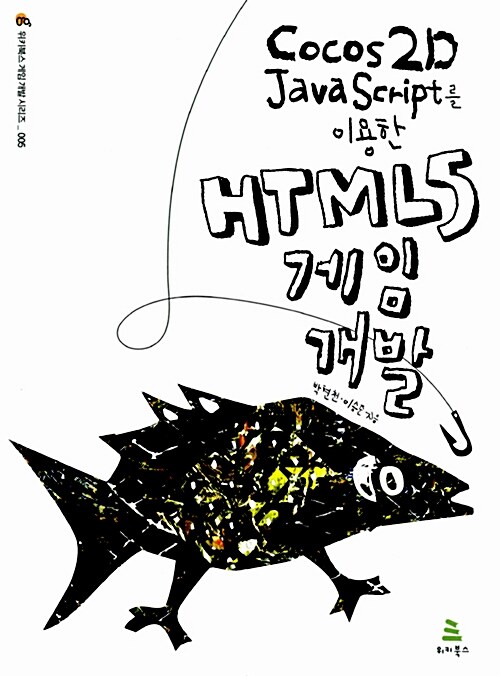 위키북스 게임 개발 시리즈 _ 005
Cocos2D
JavaScript를
이용한
HTML5
게임
개발
박현천·이승준 지음
위키북스